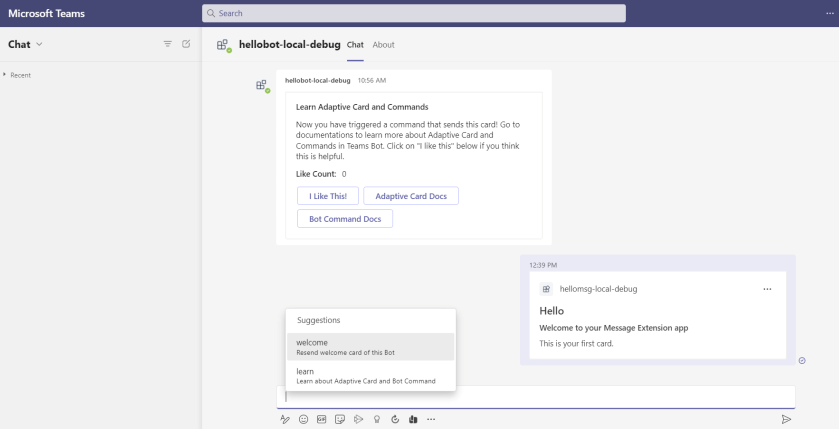 Microsoft Teams
Search
Chat
Recent
hellobot-local-debug Chat About
hellobot-local-debug 10:56 AM
Learn Adaptive Card and Commands
Now you have triggered a command that sends this card! Go to
documentations to learn more about Adaptive Card and
Commands in Teams Bot. Click on "I like this" below if you think
this is helpful.
Like Count: 0
I Like This! Adaptive Card Docs
Bot Command Docs
12:39 PM
hellomsg-local-debug
Hello
Welcome to your Message Extension app
This is your first card.
Suggestions
welcome
Resend welcome card of this Bot
learn
Learn about Adaptive Card and Bot Command
GIF